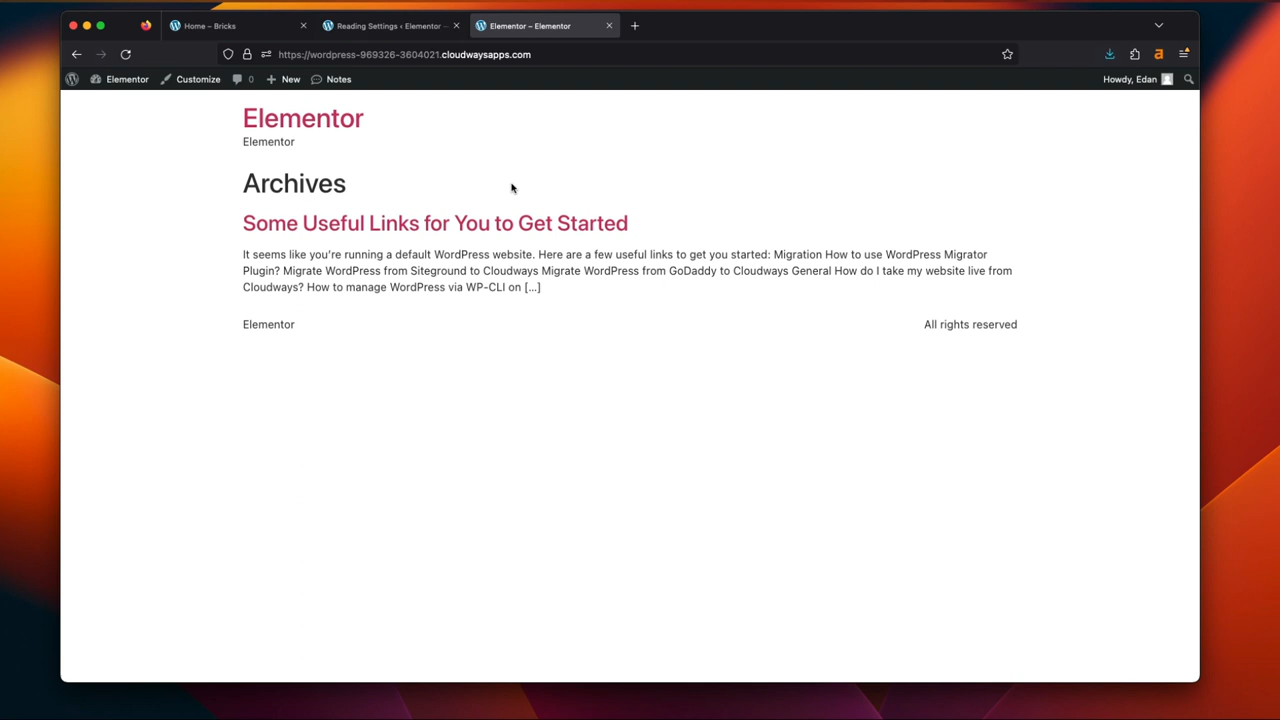 Home – Bricks
Reading Settings ‹ Elementor —
Elementor – Elementor
https://wordpress-969326-3604021.cloudwaysapps.com
a
Elementor
Customize
0
New
Notes
Howdy, Edan
Elementor
Elementor
Archives
Some Useful Links for You to Get Started
It seems like you're running a default WordPress website. Here are a few useful links to get you started: Migration How to use WordPress Migrator
Plugin? Migrate WordPress from Siteground to Cloudways Migrate WordPress from GoDaddy to Cloudways General How do I take my website live from
Cloudways? How to manage WordPress via WP-CLI on […]
Elementor
All rights reserved